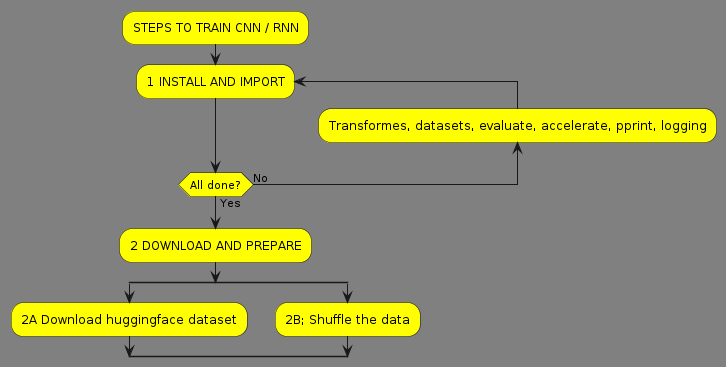 STEPS TO TRAIN CNN / RNN
1 INSTALL AND IMPORT
Transformes, datasets, evaluate, accelerate, pprint, logging
All done?
No
Yes
2 DOWNLOAD AND PREPARE
2A Download huggingface dataset
2B; Shuffle the data